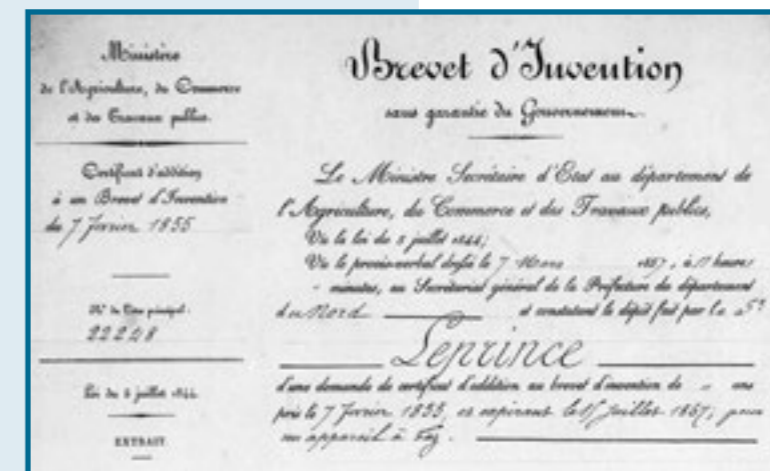 Ministère
de l'Agriculture, du Commerce
et des Travaux publics.
Certificat d'addition
à un Brevet d'Invention
du 7 février 1855
N° du Titre principal:
22248
Loi du 5 juillet 1844.
EXTRAIT.
Brevet d'Invention
sans garantie du Gouvernement.
Le Ministre Secrétaire d'Etat au département de
l'Agriculture, du Commerce et des Travaux publics,
Vu la loi du 5 juillet 1844;
Vu le procès-verbal dressé le 7 Mars 1857, à 11 heures
minutes, au Secrétariat général de la Préfecture du département
du Nord et constatant le dépôt fait par le Sr
Leprince
d'une demande de certificat d'addition au brevet d'invention de ans
pris le 7 février 1855, et expirant le 15 juillet 1867, pour
un appareil à gaz.